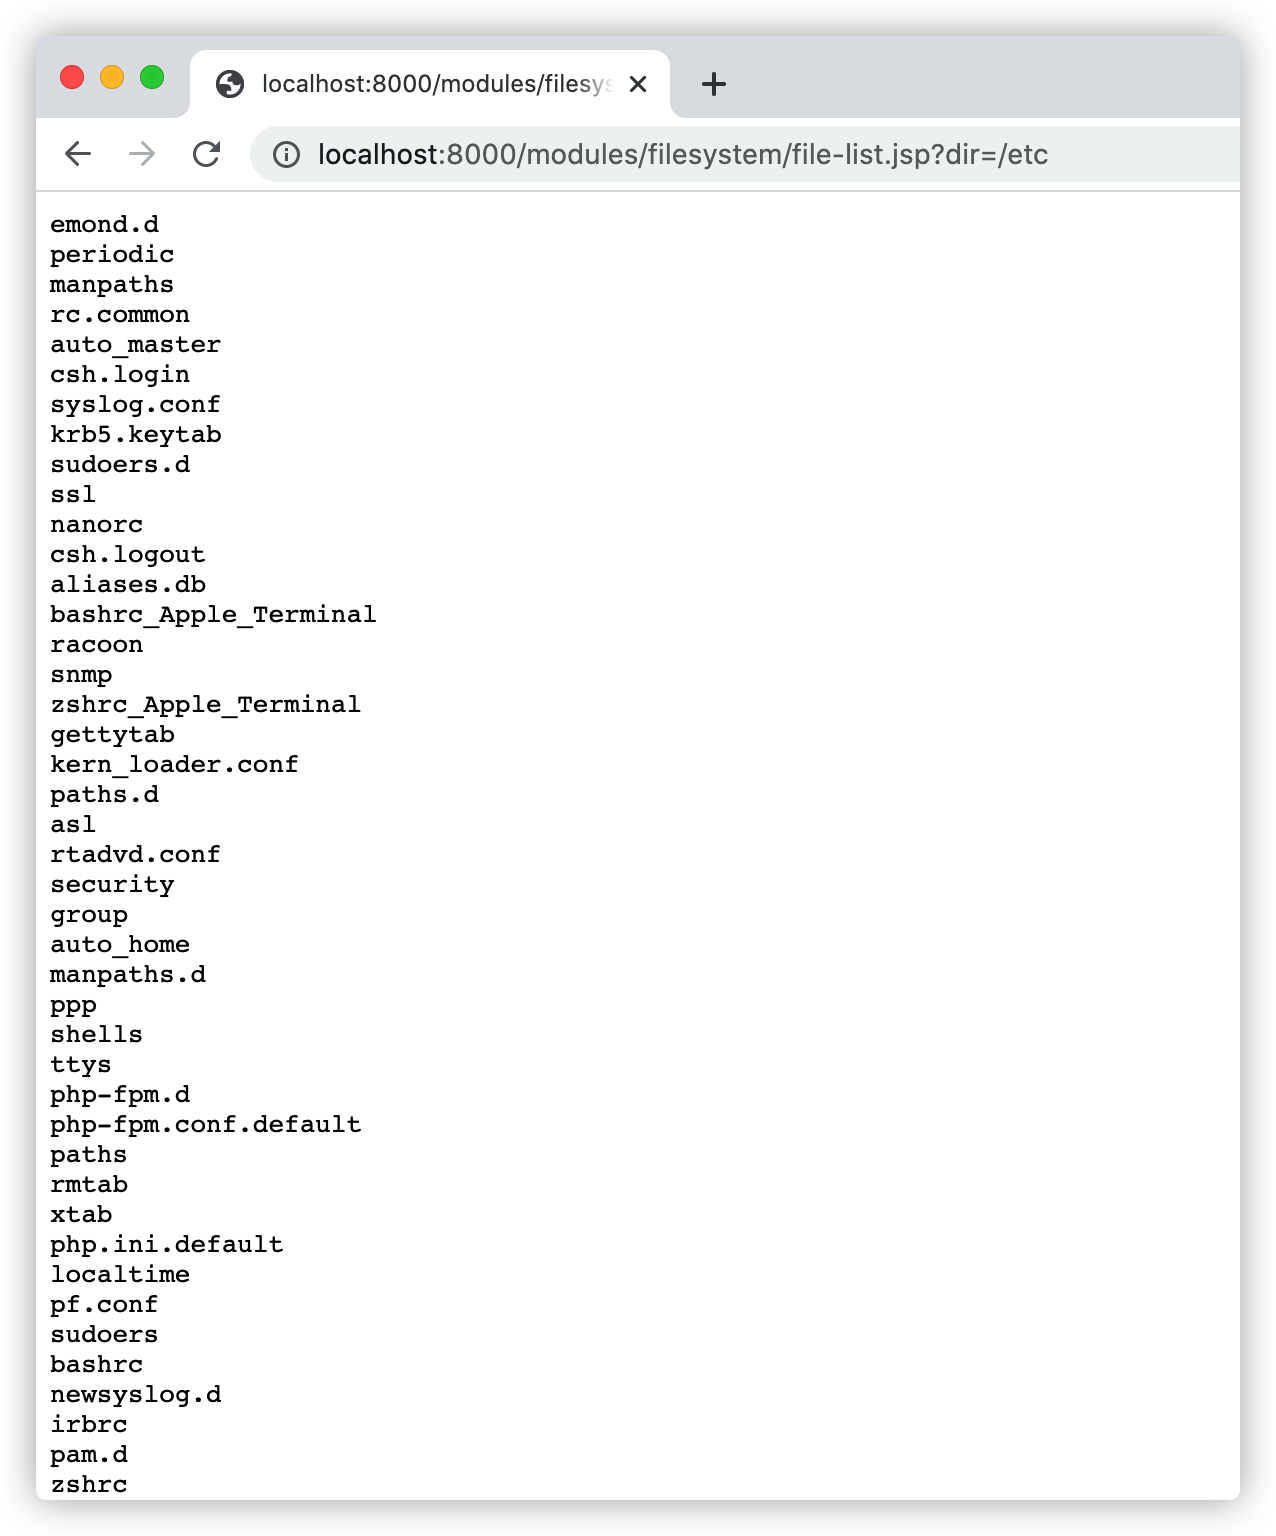 localhost:8000/modules/filesys
localhost:8000/modules/filesystem/file-list.jsp?dir=/etc
emond.d
periodic
manpaths
rc.common
auto_master
csh.login
syslog.conf
krb5.keytab
sudoers.d
ssl
nanorc
csh.logout
aliases.db
bashrc_Apple_Terminal
racoon
snmp
zshrc_Apple_Terminal
gettytab
kern_loader.conf
paths.d
asl
rtadvd.conf
security
group
auto_home
manpaths.d
ppp
shells
ttys
php-fpm.d
php-fpm.conf.default
paths
rmtab
xtab
php.ini.default
localtime
pf.conf
sudoers
bashrc
newsyslog.d
irbrc
pam.d
zshrc